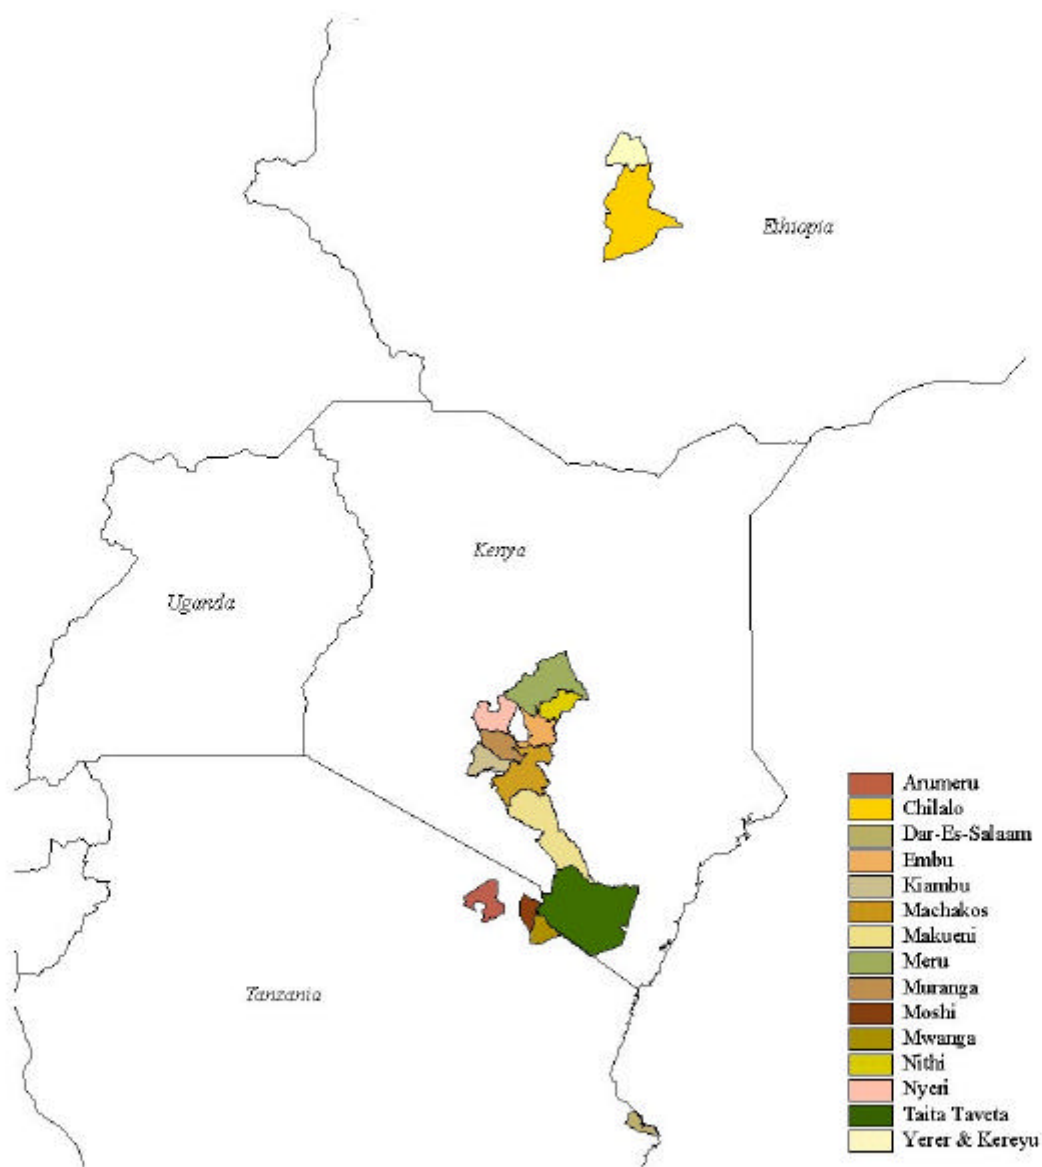 Ethiopia
Kenya
Uganda
Tanzania
Arumeru
Chilalo
Dar-Es-Salaam
Embu
Kiambu
Machakos
Makueni
Meru
Muranga
Moshi
Mwanga
Nithi
Nyeri
Taita Taveta
Yerer & Kereyu